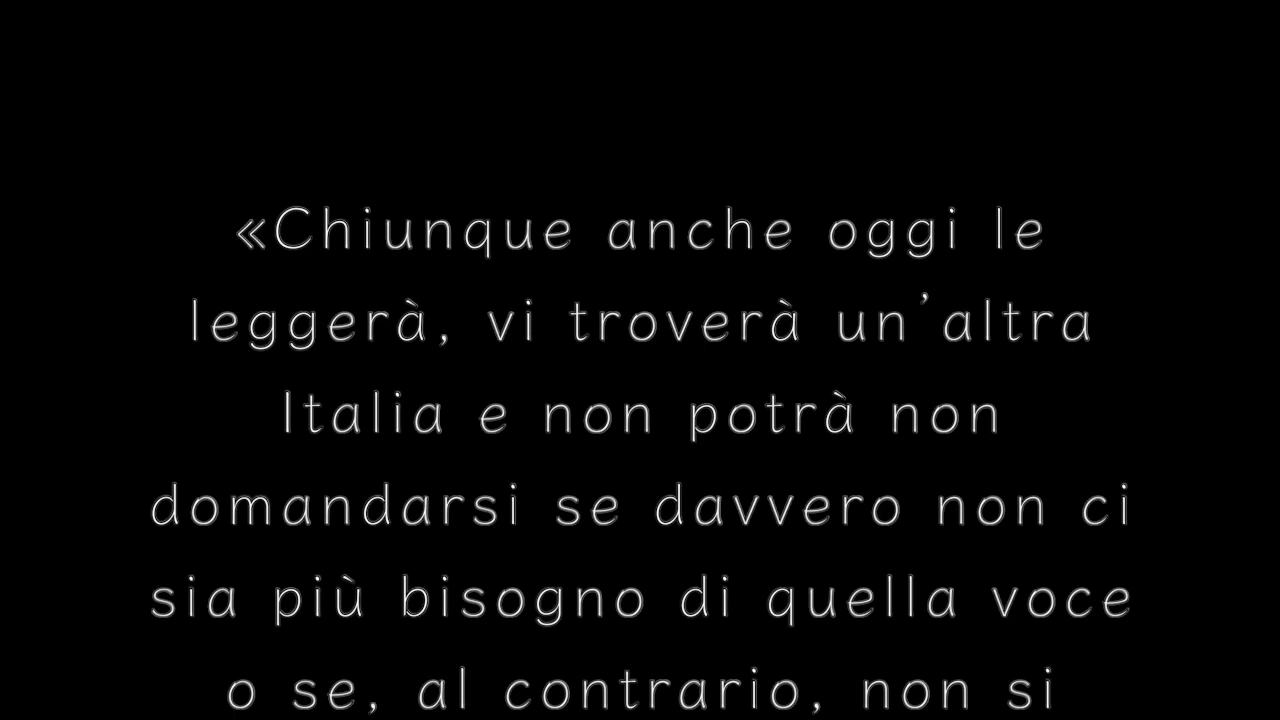 «Chiunque anche oggi le
leggerà, vi troverà un’altra
Italia e non potrà non
domandarsi se davvero non ci
sia più bisogno di quella voce
o se, al contrario, non si